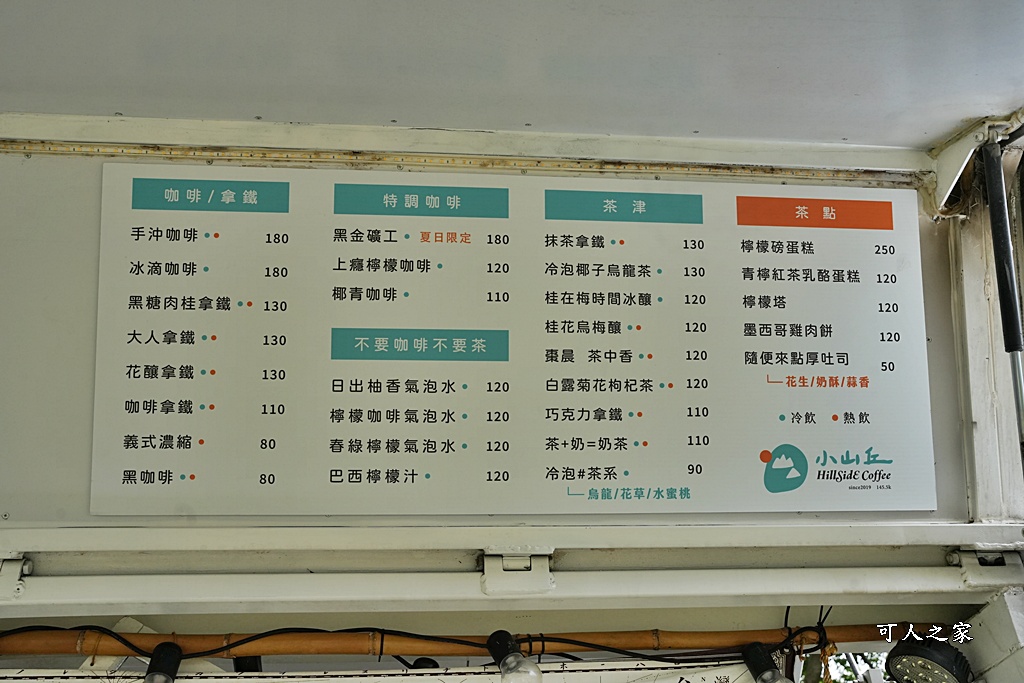 咖啡/拿鐵
手沖咖啡●● 180
冰滴咖啡● 180
黑糖肉桂拿鐵●● 130
大人拿鐵●● 130
花釀拿鐵●● 130
咖啡拿鐵●● 110
義式濃縮● 80
黑咖啡●● 80
特調咖啡
黑金礦工● 夏日限定 180
上癮檸檬咖啡● 120
椰青咖啡● 110
不要咖啡不要茶
日出柚香氣泡水● 120
檸檬咖啡氣泡水● 120
春綠檸檬氣泡水● 120
巴西檸檬汁● 120
茶津
抹茶拿鐵●● 130
冷泡椰子烏龍茶● 130
桂在梅時間冰釀● 120
桂花烏梅釀●● 120
棗晨 茶中香●● 120
白露菊花枸杞茶●● 120
巧克力拿鐵●● 110
茶+奶=奶茶●● 110
冷泡#茶系● 90
烏龍/花草/水蜜桃
茶點
檸檬磅蛋糕 250
青檸紅茶乳酪蛋糕 120
檸檬塔 120
墨西哥雞肉餅 120
隨便來點厚吐司 50
花生/奶酥/蒜香
●冷飲 ●熱飲
小山丘
HillSidE Coffee
since2019 145.5k
可人之家